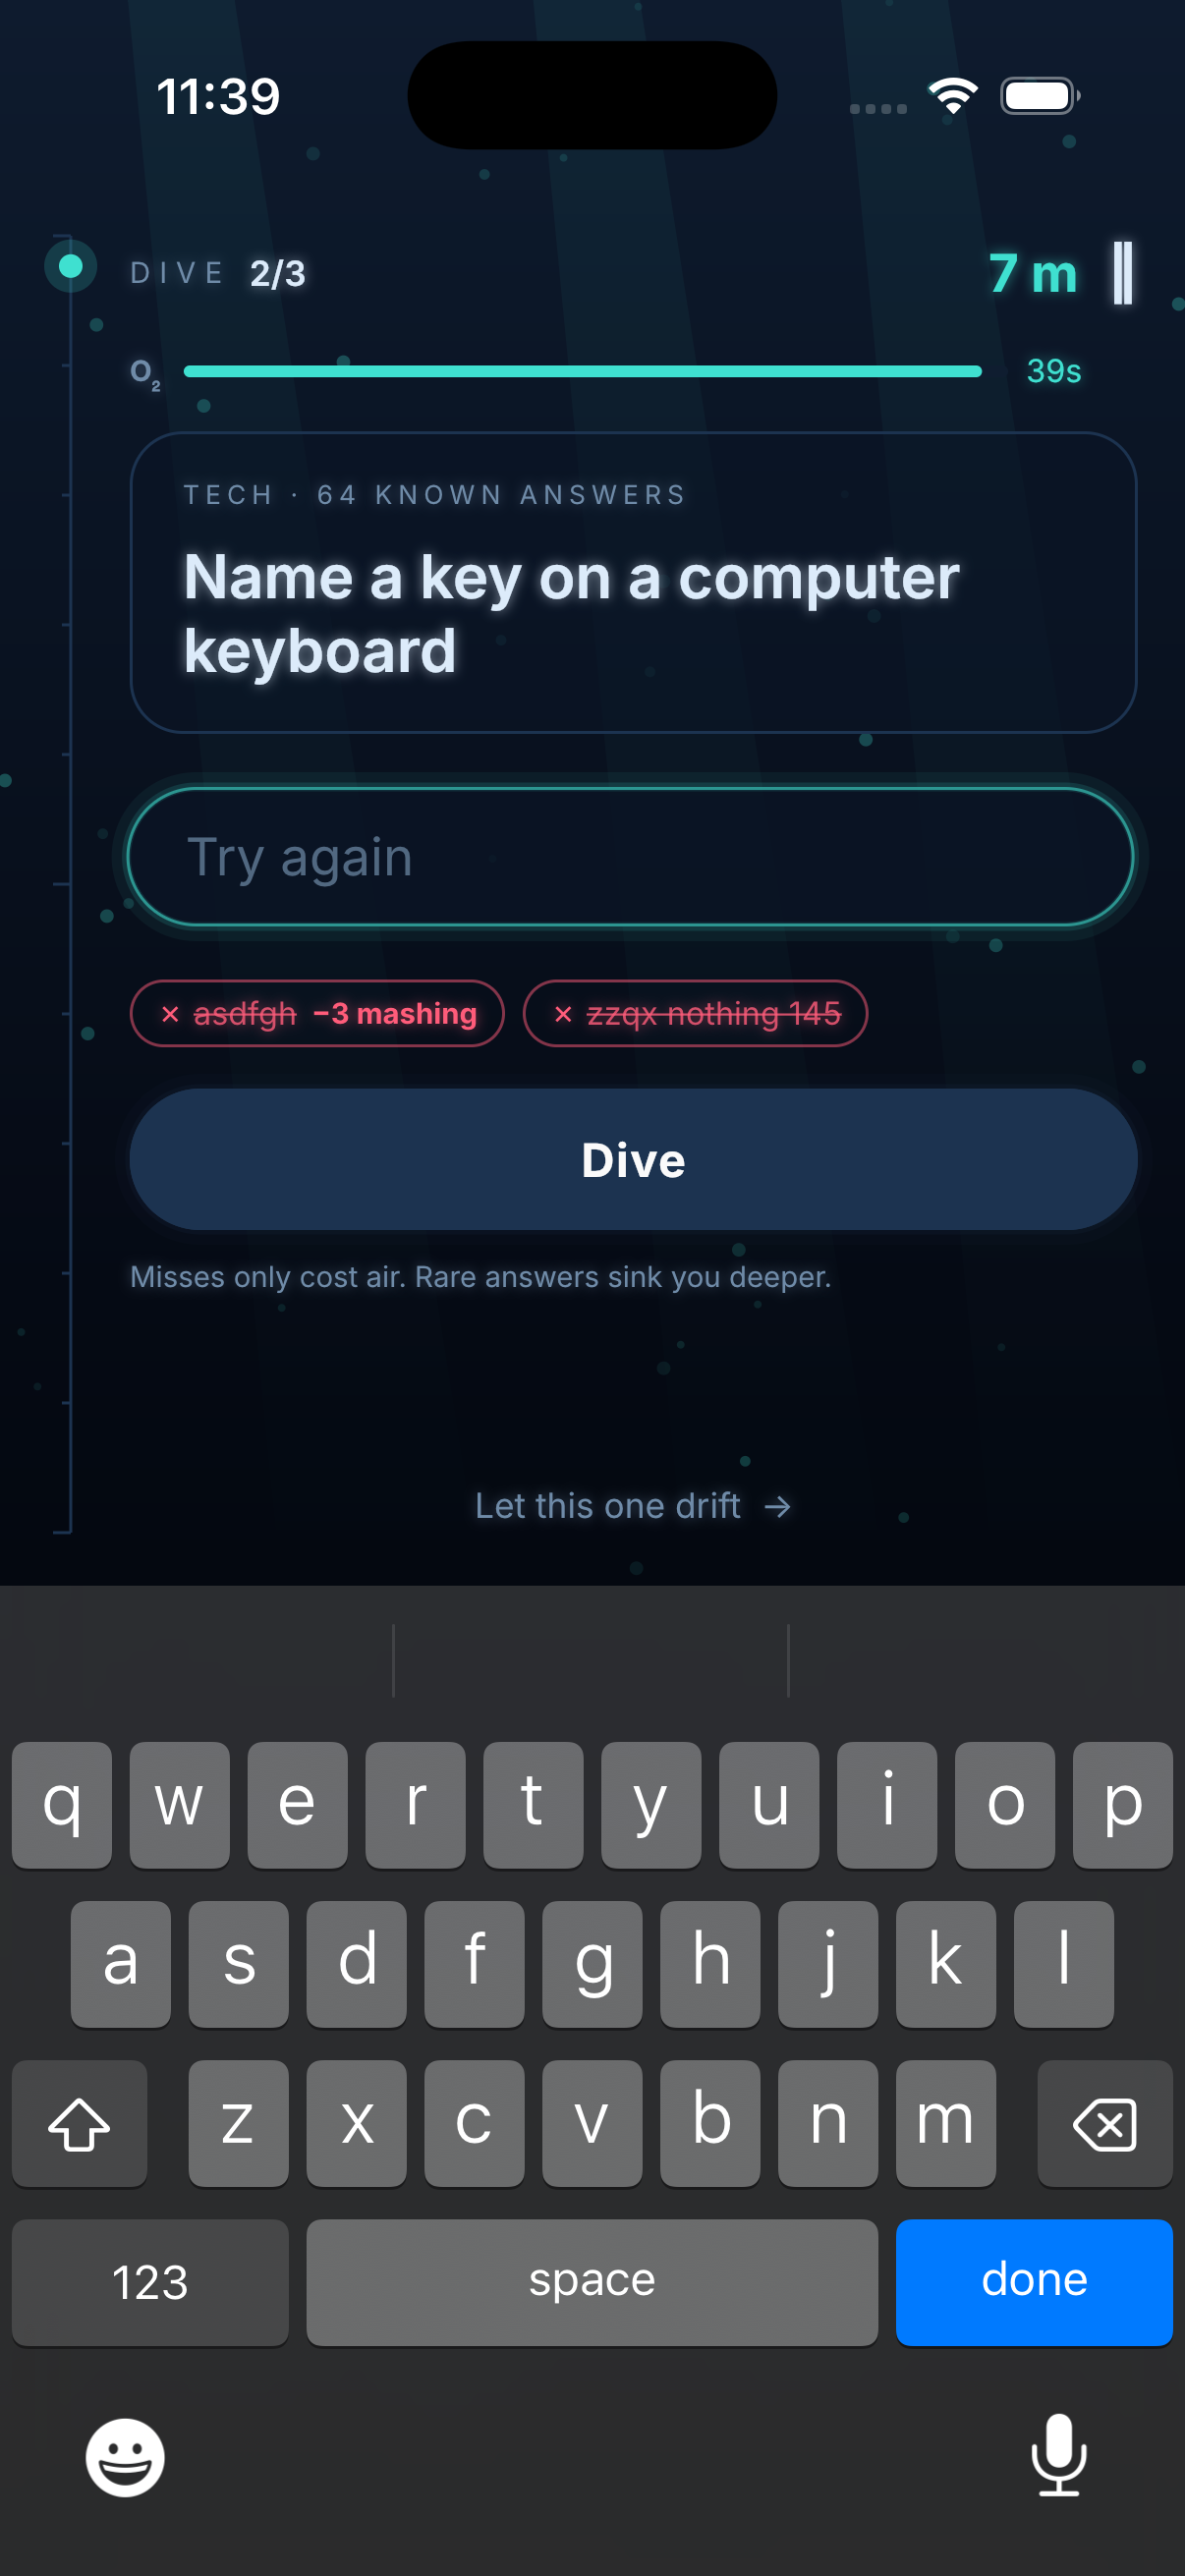 11:39
DIVE 2/3 7 m
O₂ 39s
TECH · 64 KNOWN ANSWERS
Name a key on a computer
keyboard
Try again
× asdfgh −3 mashing × zzqx nothing 145
Dive
Misses only cost air. Rare answers sink you deeper.
Let this one drift →
q w e r t y u i o p
a s d f g h j k l
z x c v b n m
123 space done